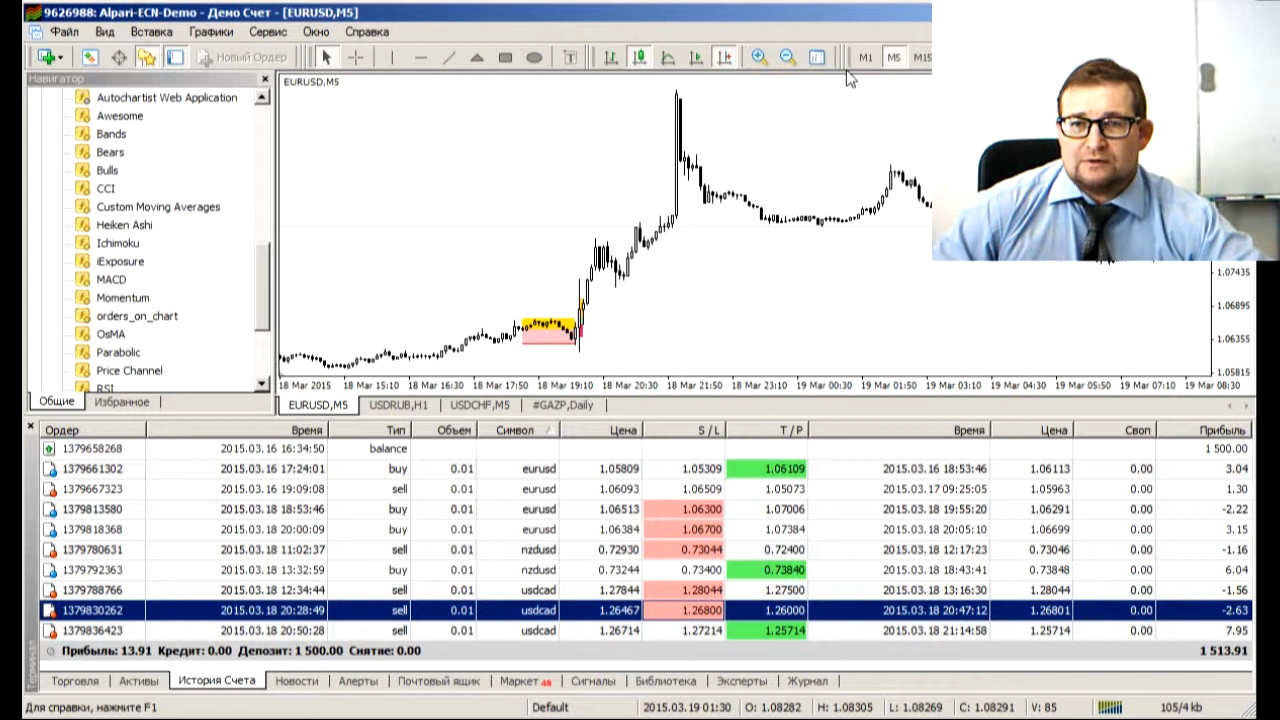 9626988: Alpari-ECN-Demo - Демо Счет - [EURUSD,M5]
Файл Вид Вставка Графики Сервис Окно Справка
Новый Ордер M1 M5 M15
Навигатор
Autochartist Web Application
Awesome
Bands
Bears
Bulls
CCI
Custom Moving Averages
Heiken Ashi
Ichimoku
iExposure
MACD
Momentum
orders_on_chart
OsMA
Parabolic
Price Channel
RSI
Общие Избранное
EURUSD,M5
1.07435
1.06895
1.06355
1.05815
18 Mar 2015 18 Mar 15:10 18 Mar 16:30 18 Mar 17:50 18 Mar 19:10 18 Mar 20:30 18 Mar 21:50 18 Mar 23:10 19 Mar 00:30 19 Mar 01:50 19 Mar 03:10 19 Mar 04:30 19 Mar 05:50 19 Mar 07:10 19 Mar 08:30
EURUSD,M5 USDRUB,H1 USDCHF,M5 #GAZP,Daily
Ордер Время Тип Объем Символ Цена S / L T / P Время Цена Своп Прибыль
1379658268 2015.03.16 16:34:50 balance 1 500.00
1379661302 2015.03.16 17:24:01 buy 0.01 eurusd 1.05809 1.05309 1.06109 2015.03.16 18:53:46 1.06113 0.00 3.04
1379667323 2015.03.16 19:09:08 sell 0.01 eurusd 1.06093 1.06509 1.05073 2015.03.17 09:25:05 1.05963 0.00 1.30
1379813580 2015.03.18 18:53:46 buy 0.01 eurusd 1.06513 1.06300 1.07006 2015.03.18 19:55:20 1.06291 0.00 -2.22
1379818368 2015.03.18 20:00:09 buy 0.01 eurusd 1.06384 1.06700 1.07384 2015.03.18 20:05:10 1.06699 0.00 3.15
1379780631 2015.03.18 11:02:37 sell 0.01 nzdusd 0.72930 0.73044 0.72400 2015.03.18 12:17:23 0.73046 0.00 -1.16
1379792363 2015.03.18 13:32:59 buy 0.01 nzdusd 0.73244 0.73400 0.73840 2015.03.18 18:43:41 0.73848 0.00 6.04
1379788766 2015.03.18 12:34:44 sell 0.01 usdcad 1.27844 1.28044 1.27500 2015.03.18 13:16:30 1.28044 0.00 -1.56
1379830262 2015.03.18 20:28:49 sell 0.01 usdcad 1.26467 1.26800 1.26000 2015.03.18 20:47:12 1.26801 0.00 -2.63
1379836423 2015.03.18 20:50:28 sell 0.01 usdcad 1.26714 1.27214 1.25714 2015.03.18 21:14:58 1.25714 0.00 7.95
Прибыль: 13.91 Кредит: 0.00 Депозит: 1 500.00 Снятие: 0.00 1 513.91
Терминал
Торговля Активы История Счета Новости Алерты Почтовый ящик Маркет 48 Сигналы Библиотека Эксперты Журнал
Для справки, нажмите F1 Default 2015.03.19 01:30 O: 1.08282 H: 1.08305 L: 1.08269 C: 1.08291 V: 85 105/4 kb